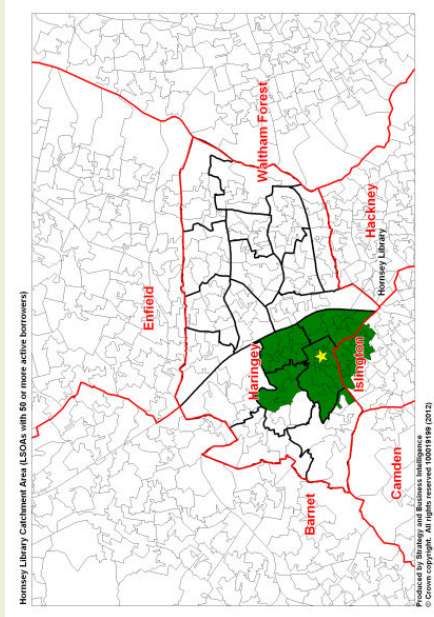 Hornsey Library Catchment Area (LSOAs with 50 or more active borrowers)
Enfield
Waltham Forest
Haringey
Barnet
Hackney
Hornsey Library
Islington
Camden
Produced by Strategy and Business Intelligence
© Crown copyright. All rights reserved 100019199 (2012)